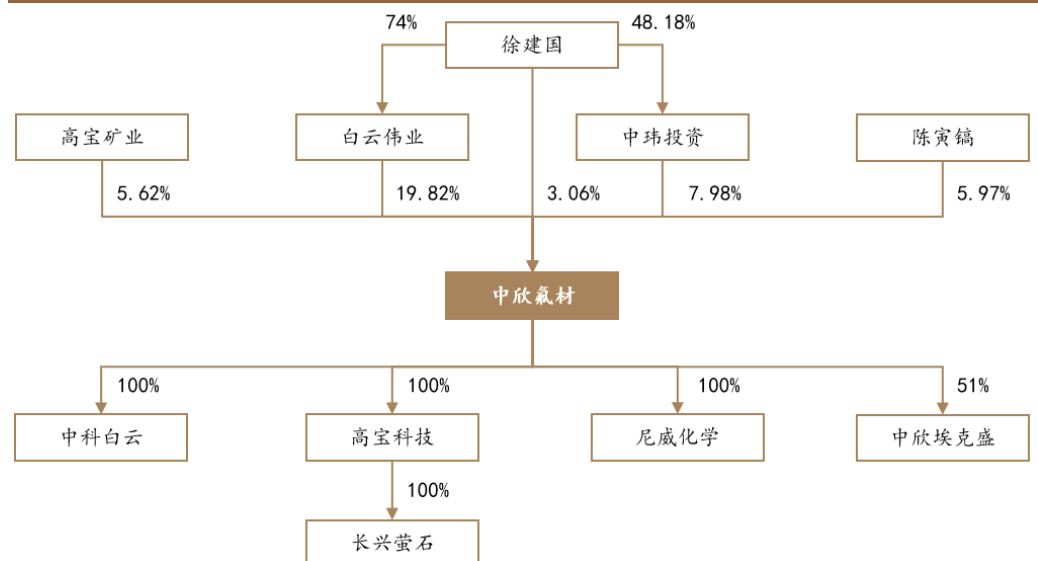 74%
徐建国
48.18%
高宝矿业
白云伟业
中玮投资
陈寅镐
5.62%
19.82%
3.06%
7.98%
5.97%
中欣氟材
100%
100%
100%
51%
中科白云
高宝科技
尼威化学
中欣埃克盛
100%
长兴萤石